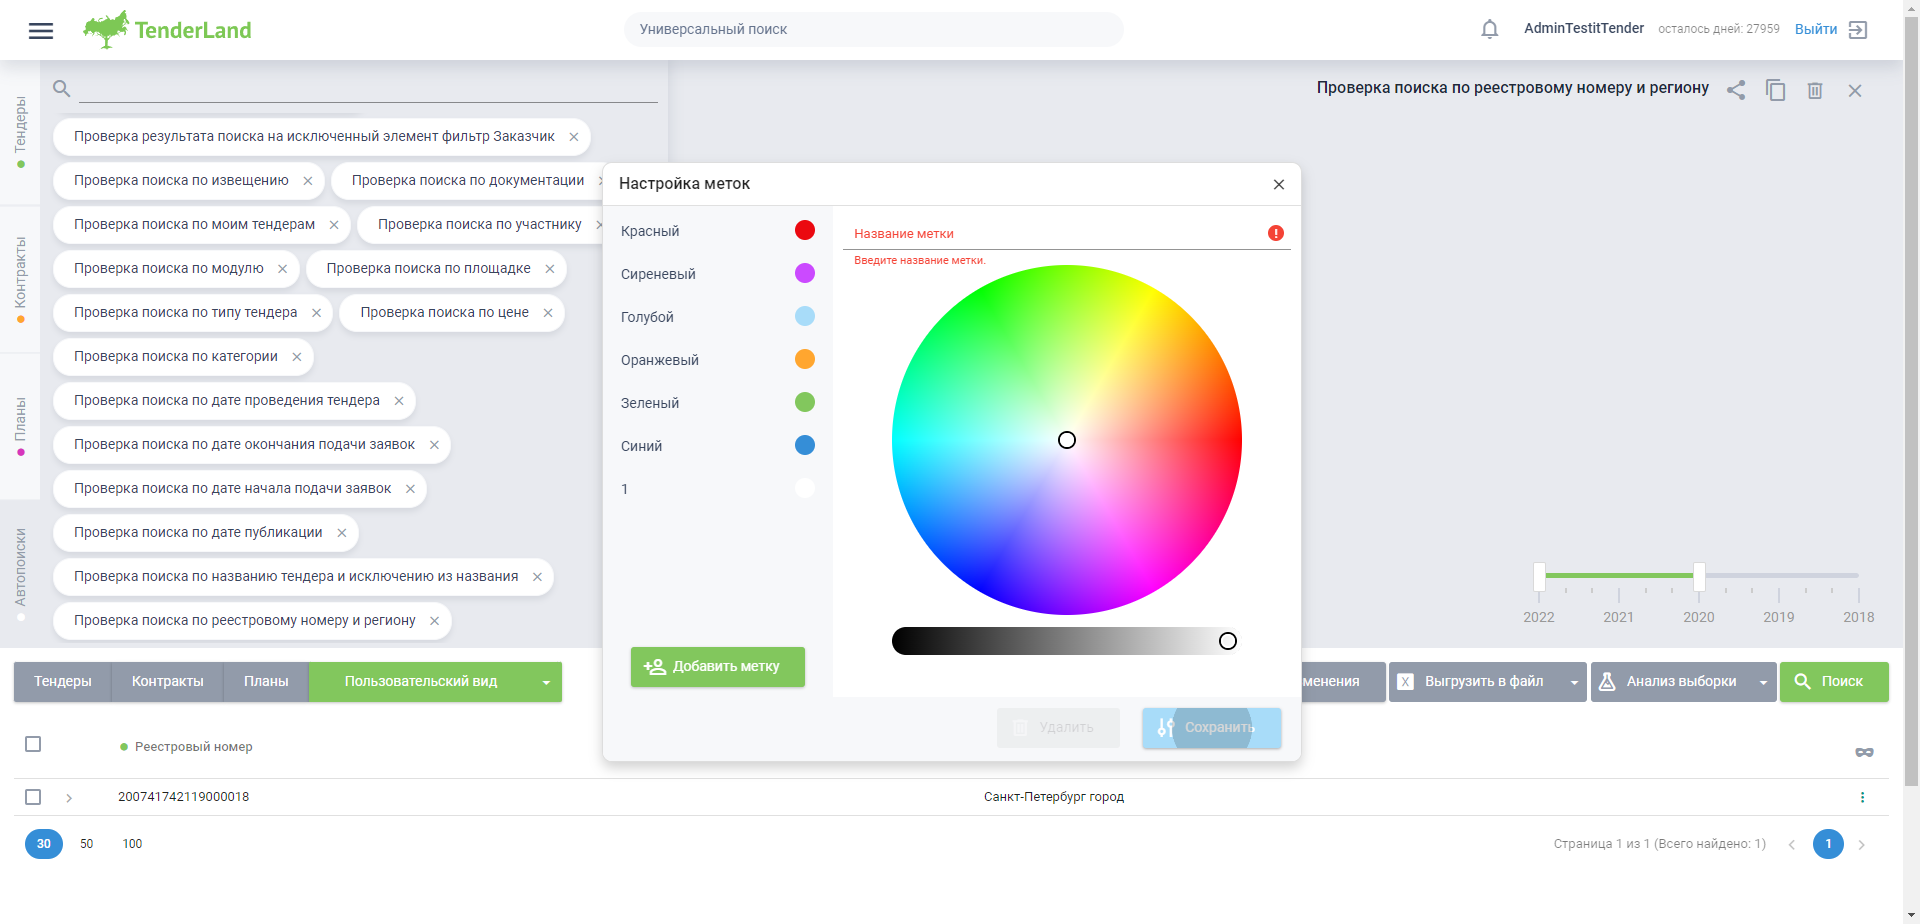 TenderLand
Универсальный поиск
AdminTestitTender
осталось дней: 27959
Выйти
Тендеры
Контракты
Планы
Автопоиски
Проверка поиска по реестровому номеру и региону
Проверка результата поиска на исключенный элемент фильтр Заказчик
Проверка поиска по извещению
Проверка поиска по документации
Проверка поиска по моим тендерам
Проверка поиска по участнику
Проверка поиска по модулю
Проверка поиска по площадке
Проверка поиска по типу тендера
Проверка поиска по цене
Проверка поиска по категории
Проверка поиска по дате проведения тендера
Проверка поиска по дате окончания подачи заявок
Проверка поиска по дате начала подачи заявок
Проверка поиска по дате публикации
Проверка поиска по названию тендера и исключению из названия
Проверка поиска по реестровому номеру и региону
Настройка меток
Красный
Сиреневый
Голубой
Оранжевый
Зеленый
Синий
1
Добавить метку
Название метки
Введите название метки.
Удалить
Сохранить
2022
2021
2020
2019
2018
Тендеры
Контракты
Планы
Пользовательский вид
менения
X
Выгрузить в файл
Анализ выборки
Поиск
Реестровый номер
200741742119000018
Санкт-Петербург город
30
50
100
Страница 1 из 1 (Всего найдено: 1)
1